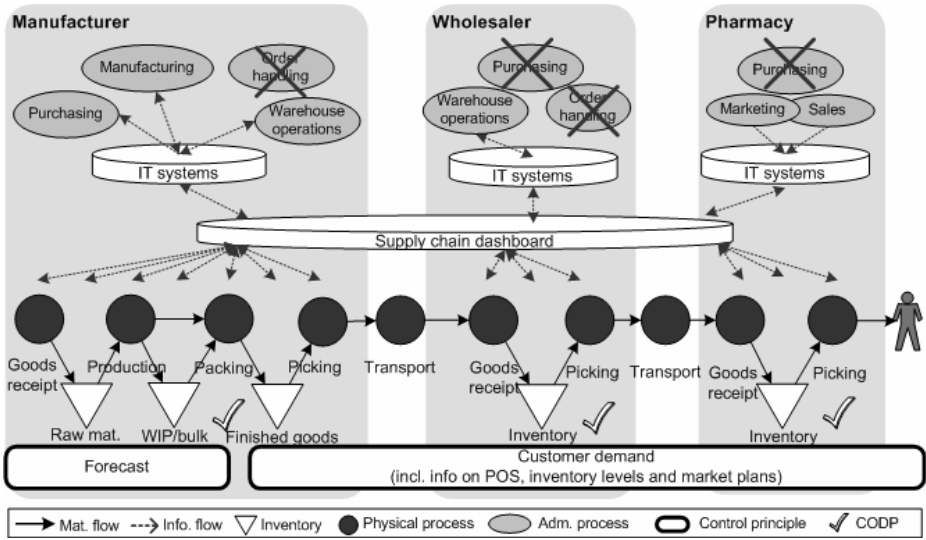 Manufacturer
Wholesaler
Pharmacy
Manufacturing
Order
handling
Purchasing
Warehouse
operations
IT systems
Purchasing
Warehouse
operations
Order
handling
IT systems
Purchasing
Marketing
Sales
IT systems
Supply chain dashboard
Goods
receipt
Production
Packing
Picking
Transport
Goods
receipt
Picking
Transport
Goods
receipt
Picking
Raw mat.
WIP/bulk
Finished goods
Inventory
Inventory
Forecast
Customer demand
(incl. info on POS, inventory levels and market plans)
Mat. flow
Info. flow
Inventory
Physical process
Adm. process
Control principle
CODP